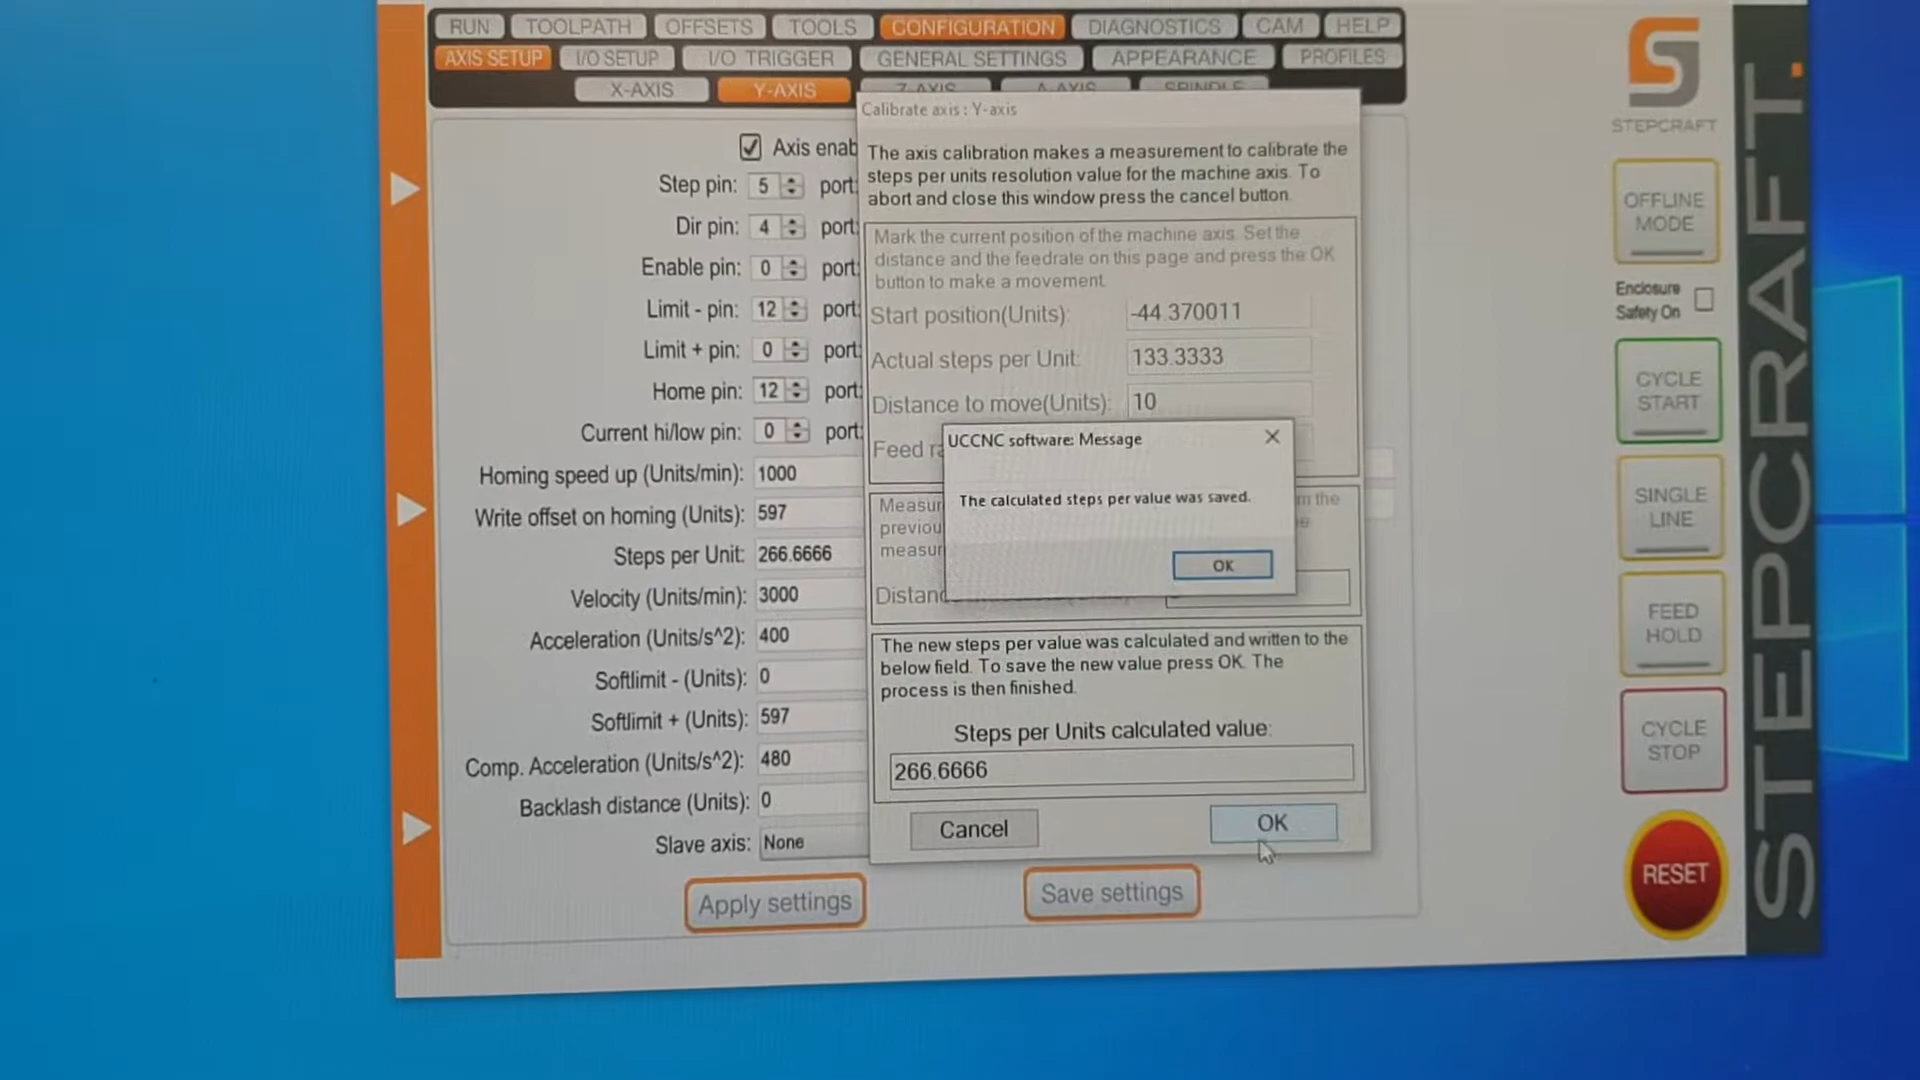 RUN TOOLPATH OFFSETS TOOLS CONFIGURATION DIAGNOSTICS CAM HELP
AXIS SETUP I/O SETUP I/O TRIGGER GENERAL SETTINGS APPEARANCE PROFILES
X-AXIS Y-AXIS Z-AXIS A-AXIS SPINDLE
Calibrate axis : Y-axis
The axis calibration makes a measurement to calibrate the
steps per units resolution value for the machine axis. To
abort and close this window press the cancel button.
Mark the current position of the machine axis. Set the
distance and the feedrate on this page and press the OK
button to make a movement.
Start position(Units): -44.370011
Actual steps per Unit: 133.3333
Distance to move(Units): 10
Feed ra
UCCNC software: Message
The calculated steps per value was saved.
OK
Measur
m the
previou
measur
Distanc
The new steps per value was calculated and written to the
below field. To save the new value press OK. The
process is then finished.
Steps per Units calculated value:
266.6666
Cancel OK
Axis enab
Step pin: 5 port:
Dir pin: 4 port:
Enable pin: 0 port:
Limit - pin: 12 port:
Limit + pin: 0 port:
Home pin: 12 port:
Current hi/low pin: 0 port:
Homing speed up (Units/min): 1000
Write offset on homing (Units): 597
Steps per Unit: 266.6666
Velocity (Units/min): 3000
Acceleration (Units/s^2): 400
Softlimit - (Units): 0
Softlimit + (Units): 597
Comp. Acceleration (Units/s^2): 480
Backlash distance (Units): 0
Slave axis: None
Apply settings Save settings
STEPCRAFT
OFFLINE
MODE
Enclosure
Safety On
CYCLE
START
SINGLE
LINE
FEED
HOLD
CYCLE
STOP
RESET
STEPCRAFT.